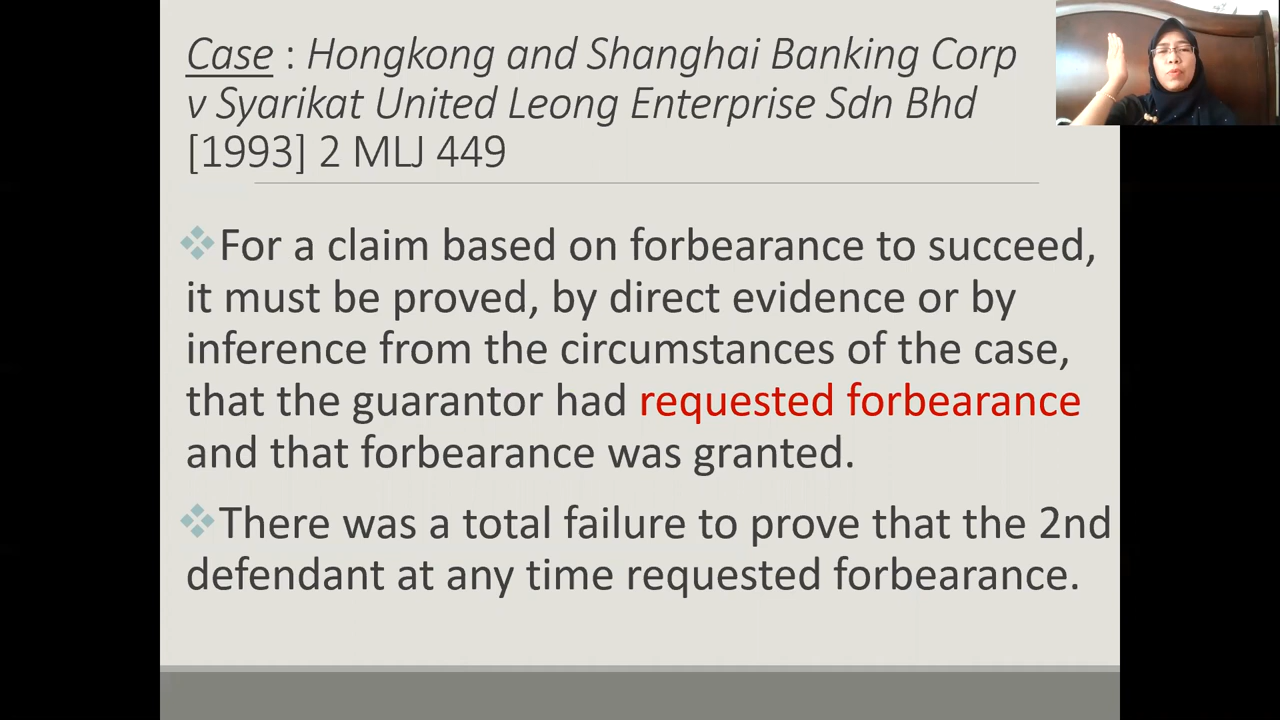 Case : Hongkong and Shanghai Banking Corp
v Syarikat United Leong Enterprise Sdn Bhd
[1993] 2 MLJ 449
❖For a claim based on forbearance to succeed,
it must be proved, by direct evidence or by
inference from the circumstances of the case,
that the guarantor had requested forbearance
and that forbearance was granted.
❖There was a total failure to prove that the 2nd
defendant at any time requested forbearance.